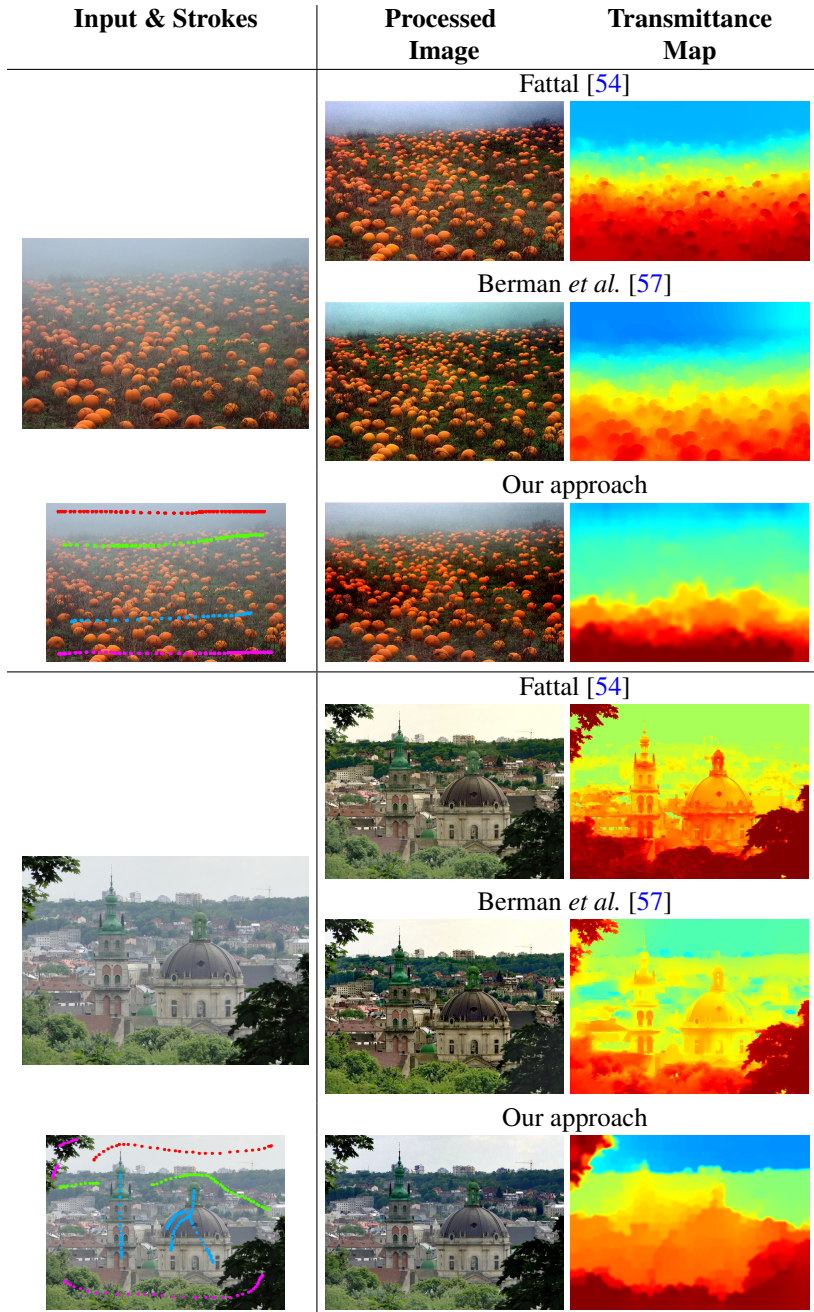 Input & Strokes
Processed Image
Transmittance Map
Fattal [54]
Berman et al. [57]
Our approach
Fattal [54]
Berman et al. [57]
Our approach